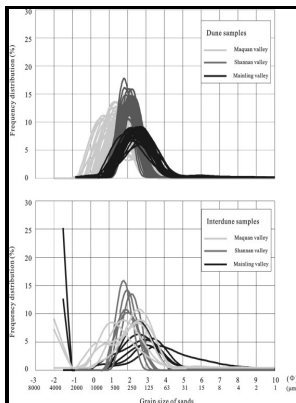 Frequency distribution (%)
30
25
20
15
10
5
0
Dune samples
Maquan valley
Shannan valley
Mainling valley
Frequency distribution (%)
30
25
20
15
10
5
0
Interdune samples
Maquan valley
Shannan valley
Mainling valley
-3 -2 -1 0 1 2 3 4 5 6 7 8 9 10 (Φ)
8000 4000 2000 1000 500 250 125 63 31 15 8 4 2 1 (μm)
Grain size of sands